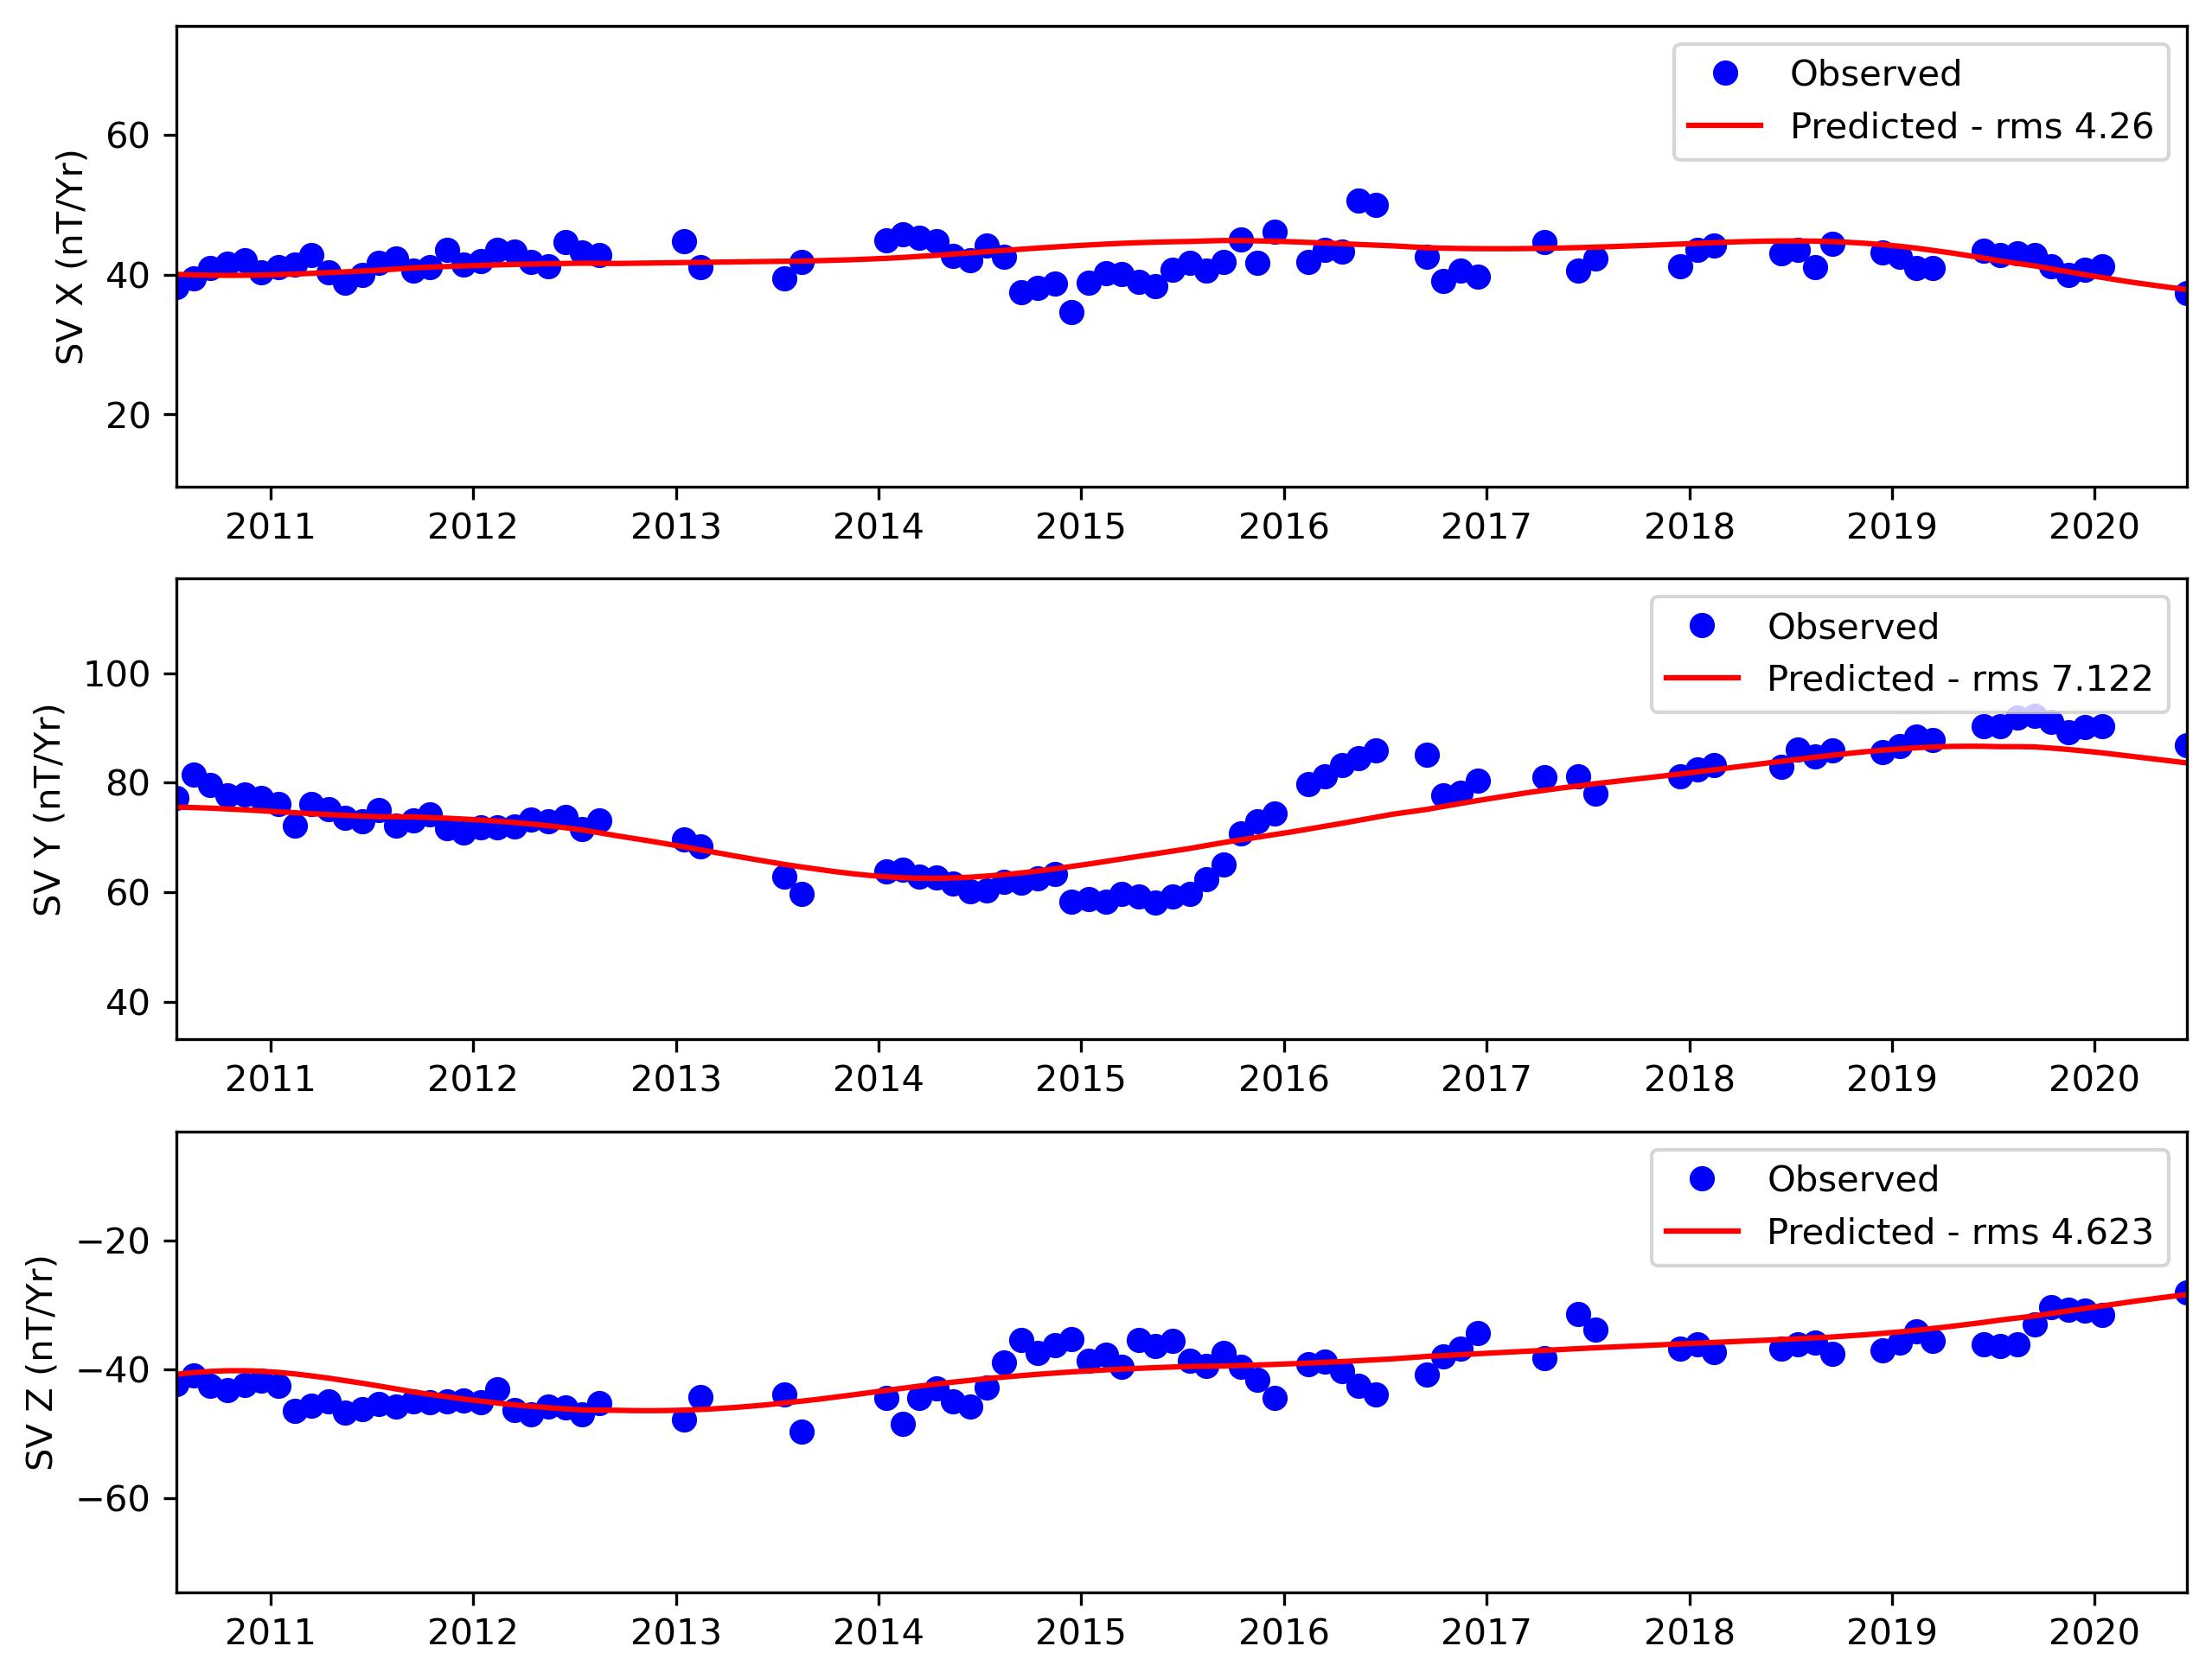 SV X (nT/Yr)
60
40
20
Observed
Predicted - rms 4.26
2011 2012 2013 2014 2015 2016 2017 2018 2019 2020
SV Y (nT/Yr)
100
80
60
40
Observed
Predicted - rms 7.122
2011 2012 2013 2014 2015 2016 2017 2018 2019 2020
SV Z (nT/Yr)
−20
−40
−60
Observed
Predicted - rms 4.623
2011 2012 2013 2014 2015 2016 2017 2018 2019 2020